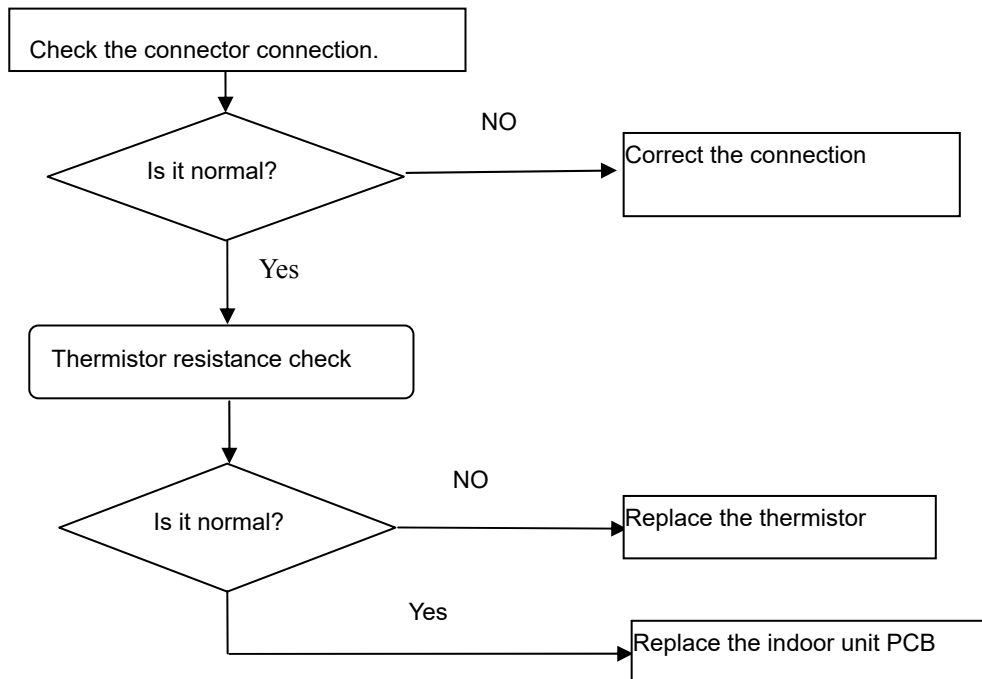 Check the connector connection.
NO
Is it normal?
Correct the connection
Yes
Thermistor resistance check
NO
Is it normal?
Replace the thermistor
Yes
Replace the indoor unit PCB